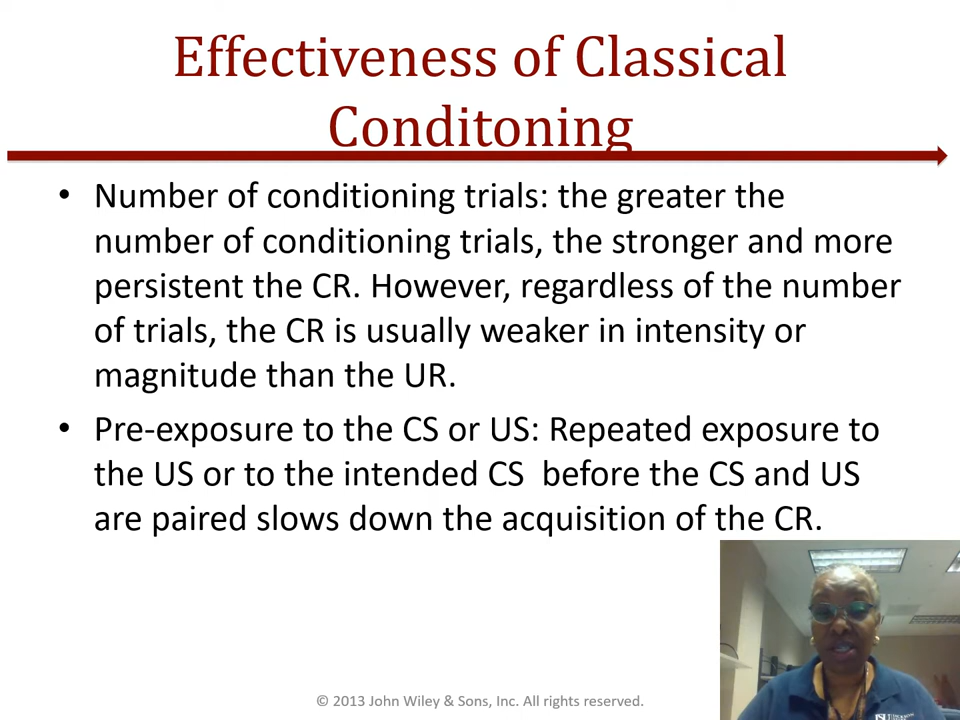 Effectiveness of Classical
Conditoning
• Number of conditioning trials: the greater the
number of conditioning trials, the stronger and more
persistent the CR. However, regardless of the number
of trials, the CR is usually weaker in intensity or
magnitude than the UR.
• Pre-exposure to the CS or US: Repeated exposure to
the US or to the intended CS before the CS and US
are paired slows down the acquisition of the CR.
© 2013 John Wiley & Sons, Inc. All rights reserved.